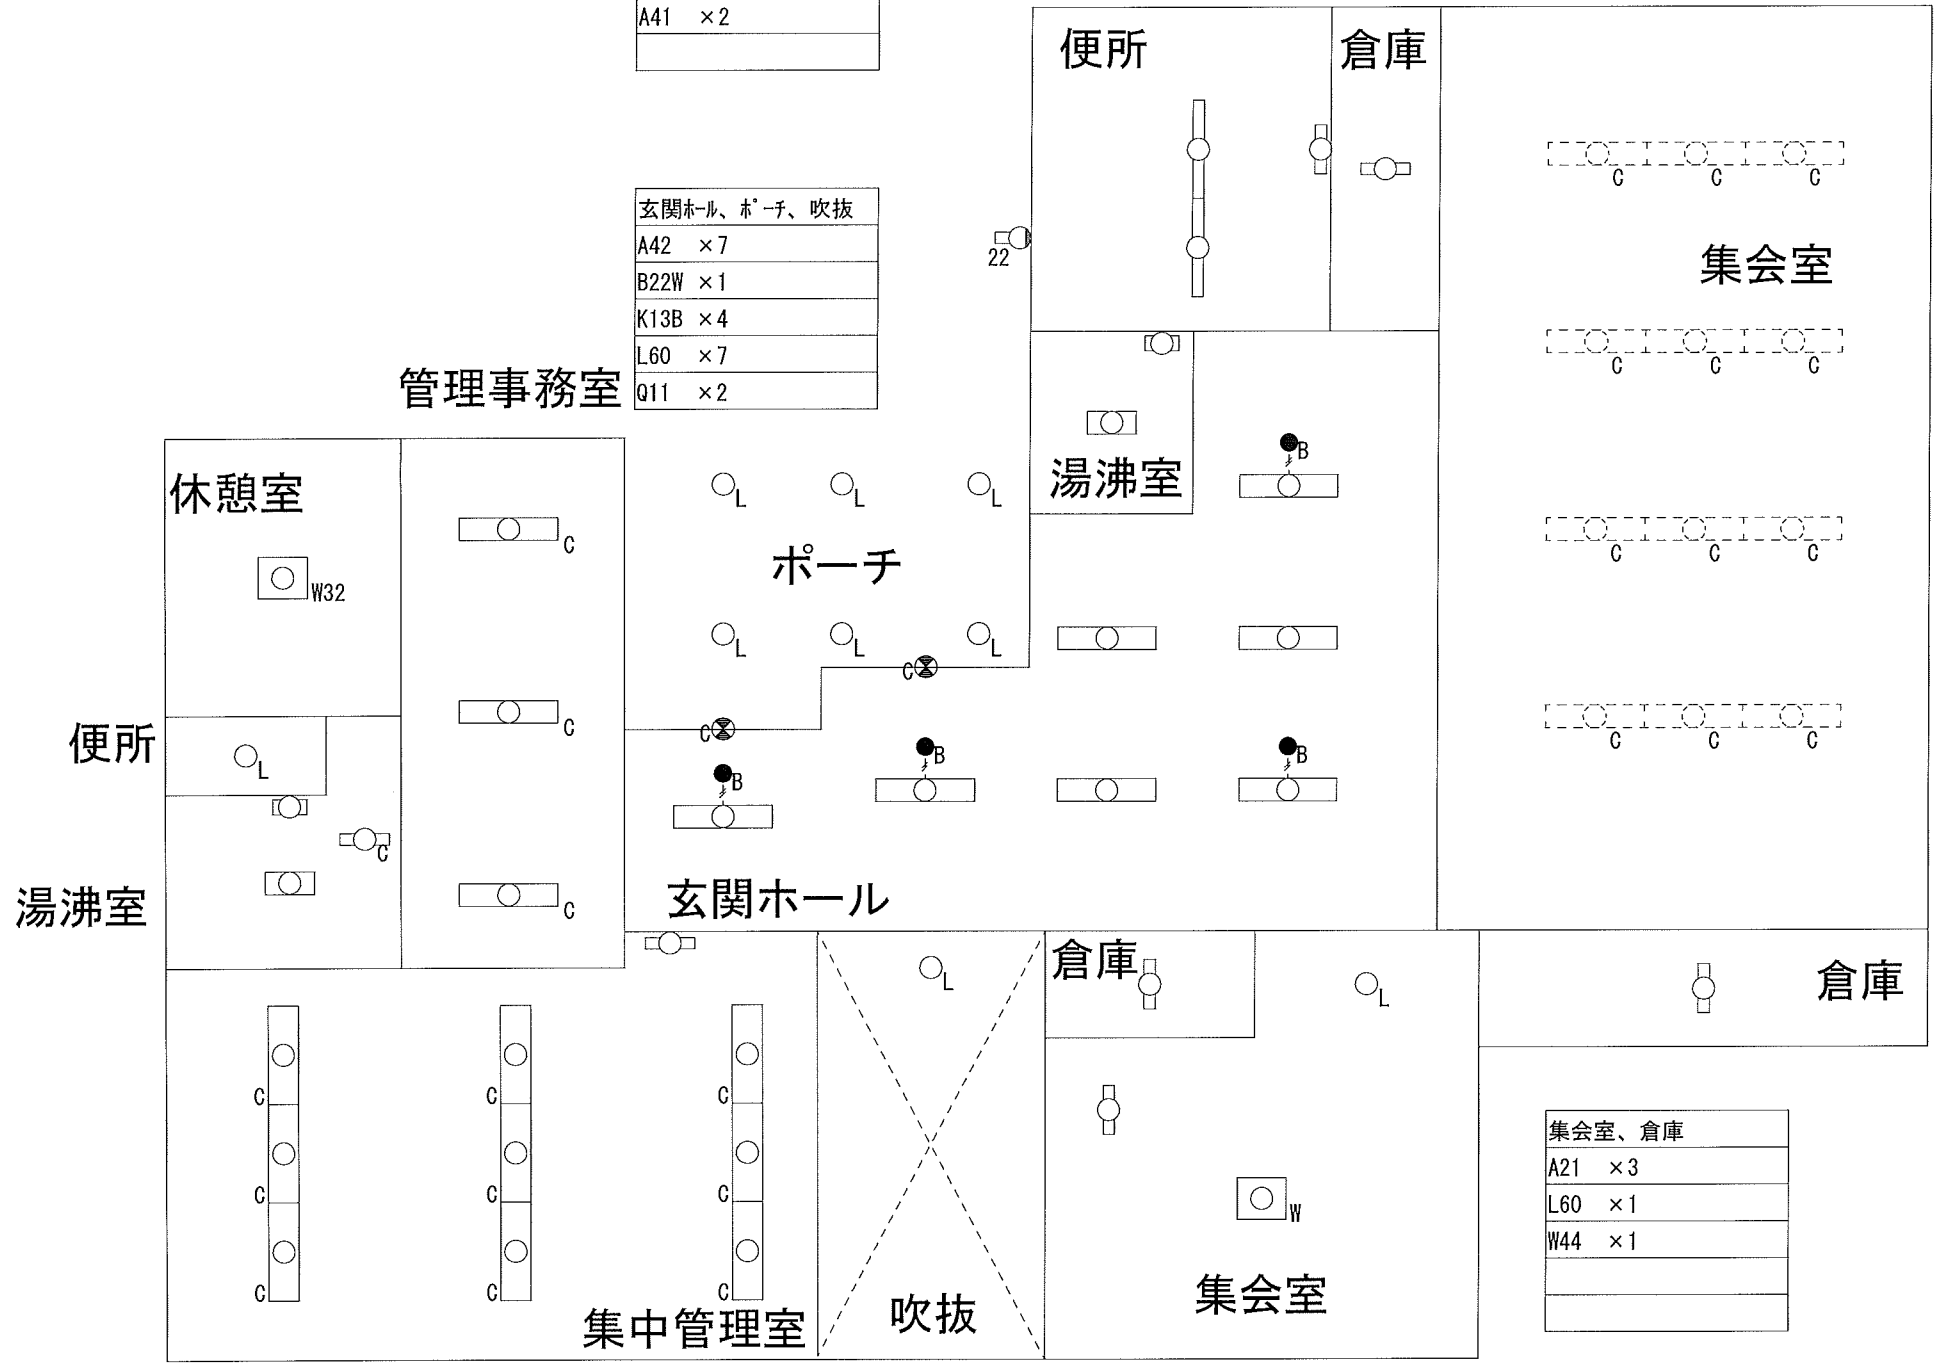 A41 ×2
便所
倉庫
集会室
C C C
C C C
C C C
C C C
玄関ﾎｰﾙ、ﾎﾟｰﾁ、吹抜
A42 ×7
B22W ×1
K13B ×4
L60 ×7
Q11 ×2
22
管理事務室
休憩室
W32
C
C
C
湯沸室
B
L L L
ポーチ
L L L
C
C
B
B
B
便所
L
C
湯沸室
玄関ホール
倉庫
L
L
倉庫
C C C
C C C
C C C
W
集中管理室
吹抜
集会室
集会室、倉庫
A21 ×3
L60 ×1
W44 ×1